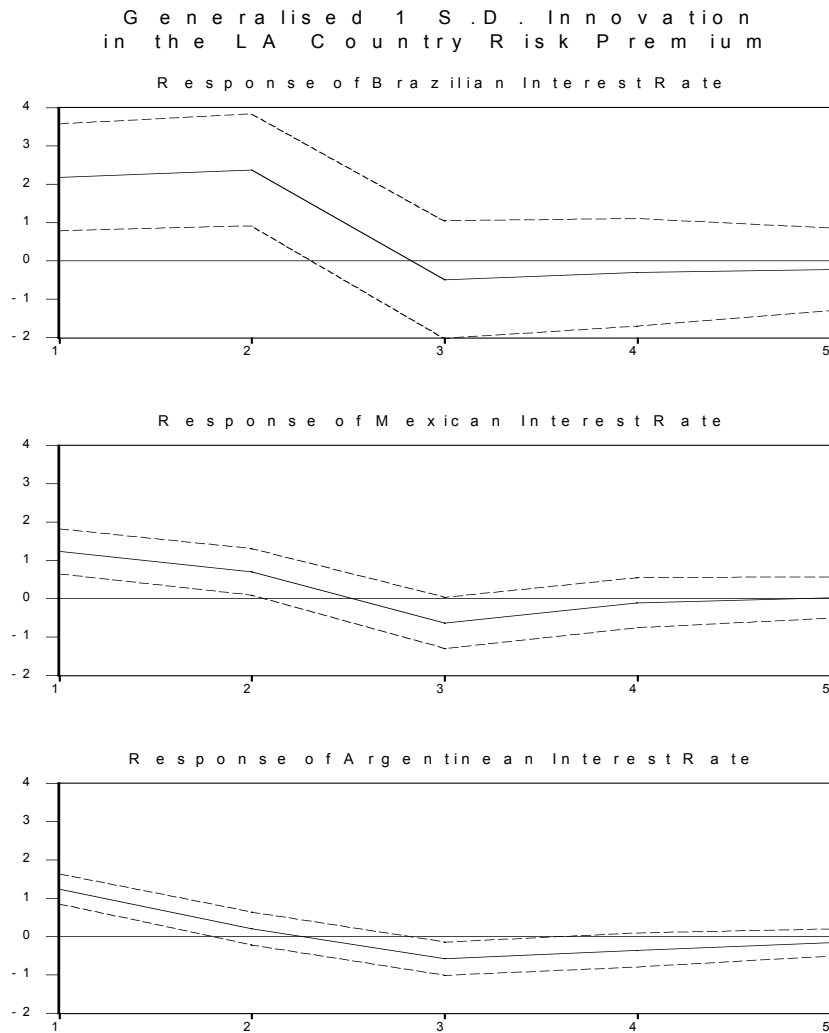 Generalised 1 S.D. Innovation
in the LA Country Risk Premium
Response of Brazilian Interest Rate
4
3
2
1
0
-1
-2
1 2 3 4 5
Response of Mexican Interest Rate
4
3
2
1
0
-1
-2
1 2 3 4 5
Response of Argentinean Interest Rate
4
3
2
1
0
-1
-2
1 2 3 4 5